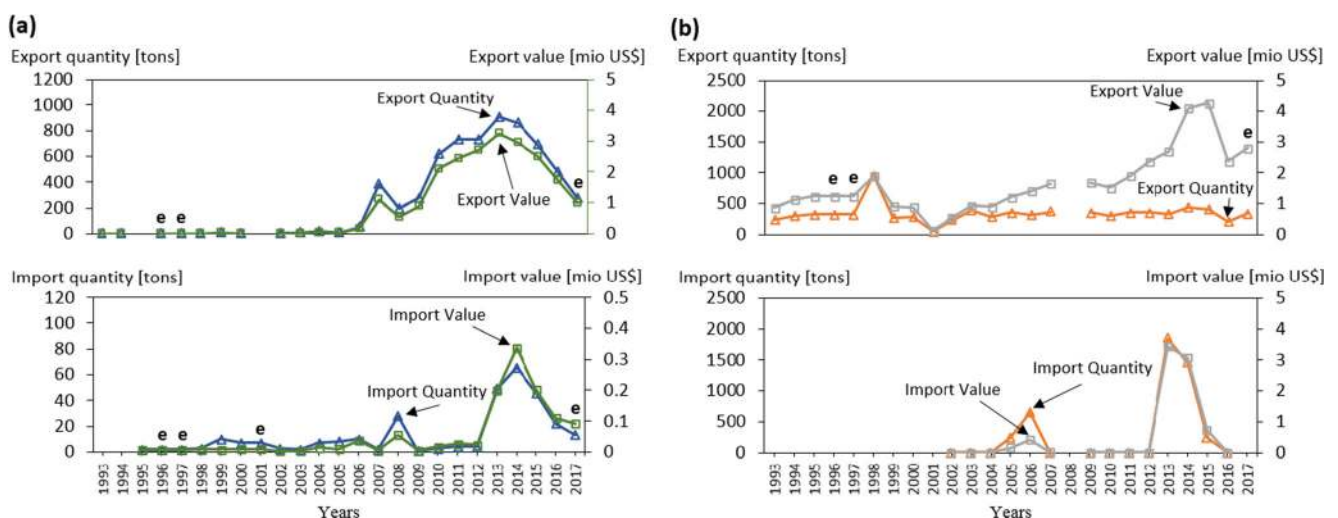 (a)
Export quantity [tons] Export value [mio US$]
1200 5
1000 4
800 3
600 2
400 1
200 0
0
Export Quantity
Export Value
e e e
Import quantity [tons] Import value [mio US$]
120 0.5
100 0.4
80 0.3
60 0.2
40 0.1
20 0
0
Import Value
Import Quantity
e e e e
1993 1994 1995 1996 1997 1998 1999 2000 2001 2002 2003 2004 2005 2006 2007 2008 2009 2010 2011 2012 2013 2014 2015 2016 2017
Years
(b)
Export quantity [tons] Export value [mio US$]
2500 5
2000 4
1500 3
1000 2
500 1
0 0
Export Value
Export Quantity
e e e
Import quantity [tons] Import value [mio US$]
2500 5
2000 4
1500 3
1000 2
500 1
0 0
Import Value
Import Quantity
1993 1994 1995 1996 1997 1998 1999 2000 2001 2002 2003 2004 2005 2006 2007 2008 2009 2010 2011 2012 2013 2014 2015 2016 2017
Years